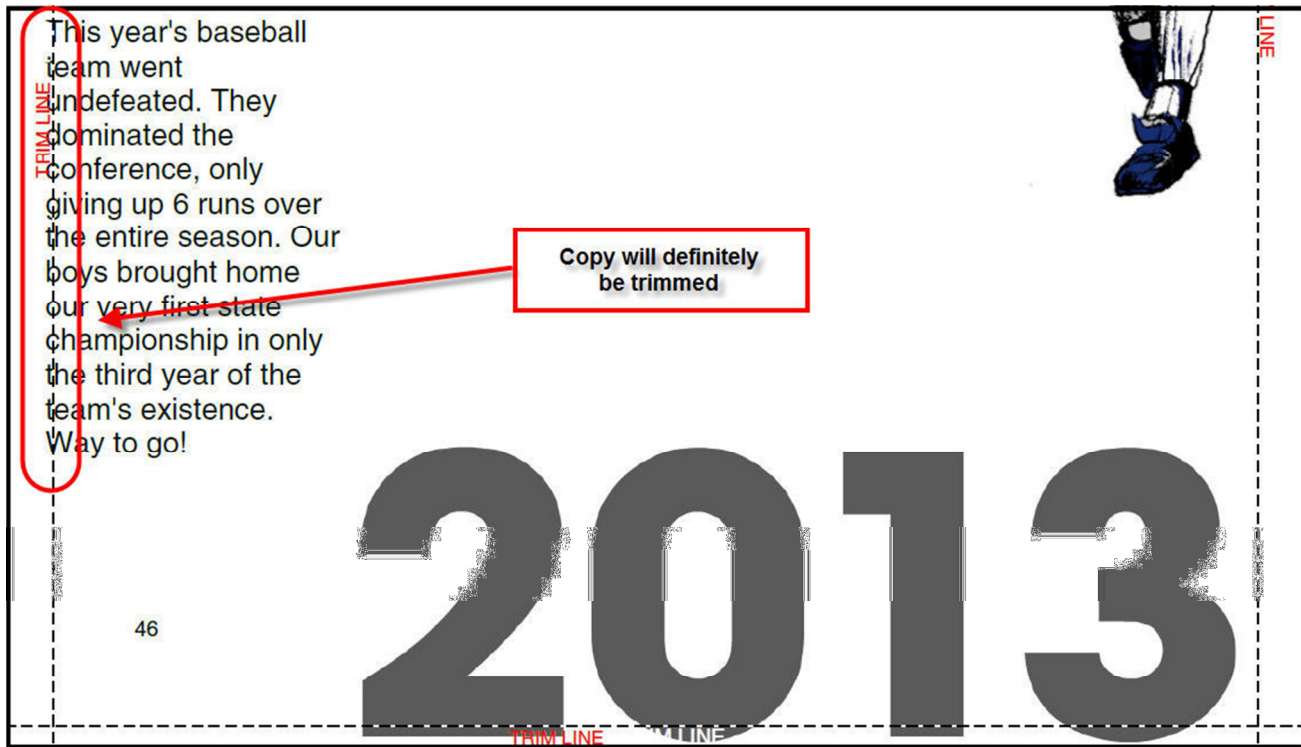 This year's baseball
team went
undefeated. They
dominated the
conference, only
giving up 6 runs over
the entire season. Our
boys brought home
our very first state
championship in only
the third year of the
team's existence.
Way to go!
TRIM LINE
LINE
Copy will definitely
be trimmed
2013
46
TRIM LINE
IM LINE